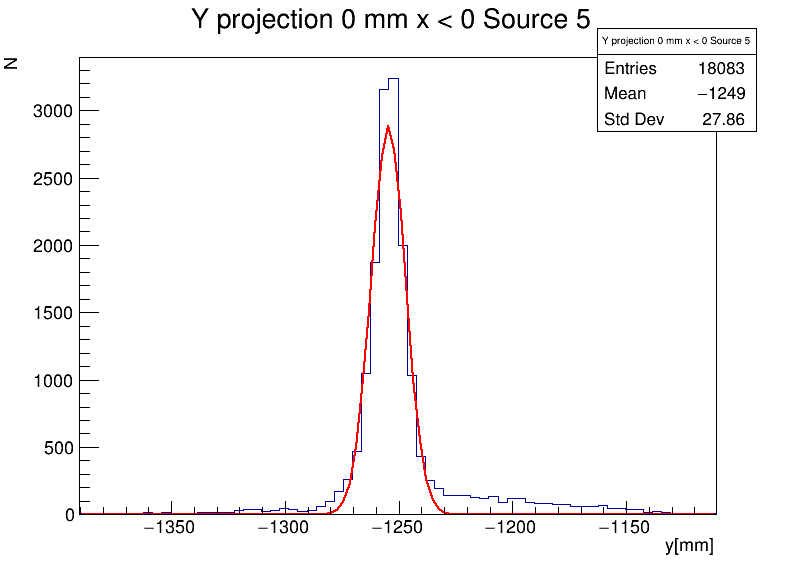 Y projection 0 mm x < 0 Source 5
Y projection 0 mm x < 0 Source 5
Entries 18083
Mean −1249
Std Dev 27.86
N
3000
2500
2000
1500
1000
500
0
−1350 −1300 −1250 −1200 −1150
y[mm]